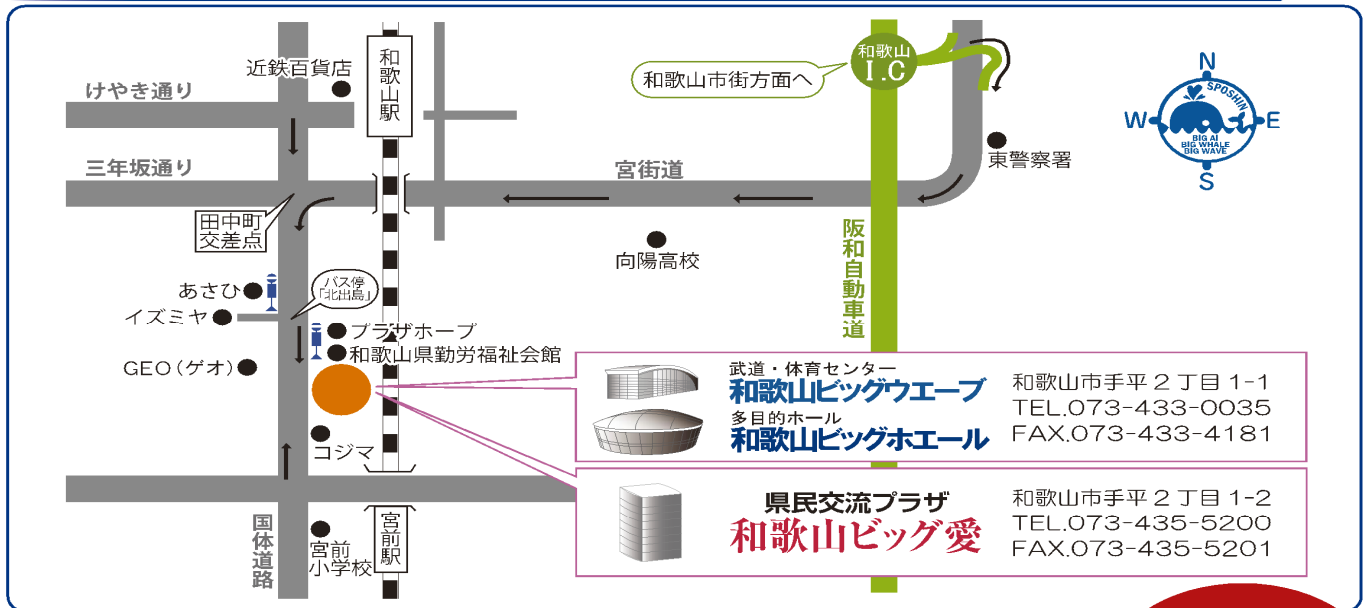 近鉄百貨店
けやき通り
和歌山駅
和歌山市街方面へ
和歌山
I.C
N
W
E
S
SPOSHIN
BIG AI
BIG WHALE
BIG WAVE
東警察署
三年坂通り
宮街道
田中町
交差点
向陽高校
阪和自動車道
バス停
「北出島」
あさひ
イズミヤ
プラザホープ
和歌山県勤労福祉会館
GEO(ゲオ)
コジマ
武道・体育センター
和歌山ビッグウエーブ
多目的ホール
和歌山ビッグホエール
和歌山市手平2丁目1-1
TEL.073-433-0035
FAX.073-433-4181
県民交流プラザ
和歌山ビッグ愛
和歌山市手平2丁目1-2
TEL.073-435-5200
FAX.073-435-5201
国体道路
宮前
小学校
宮前駅